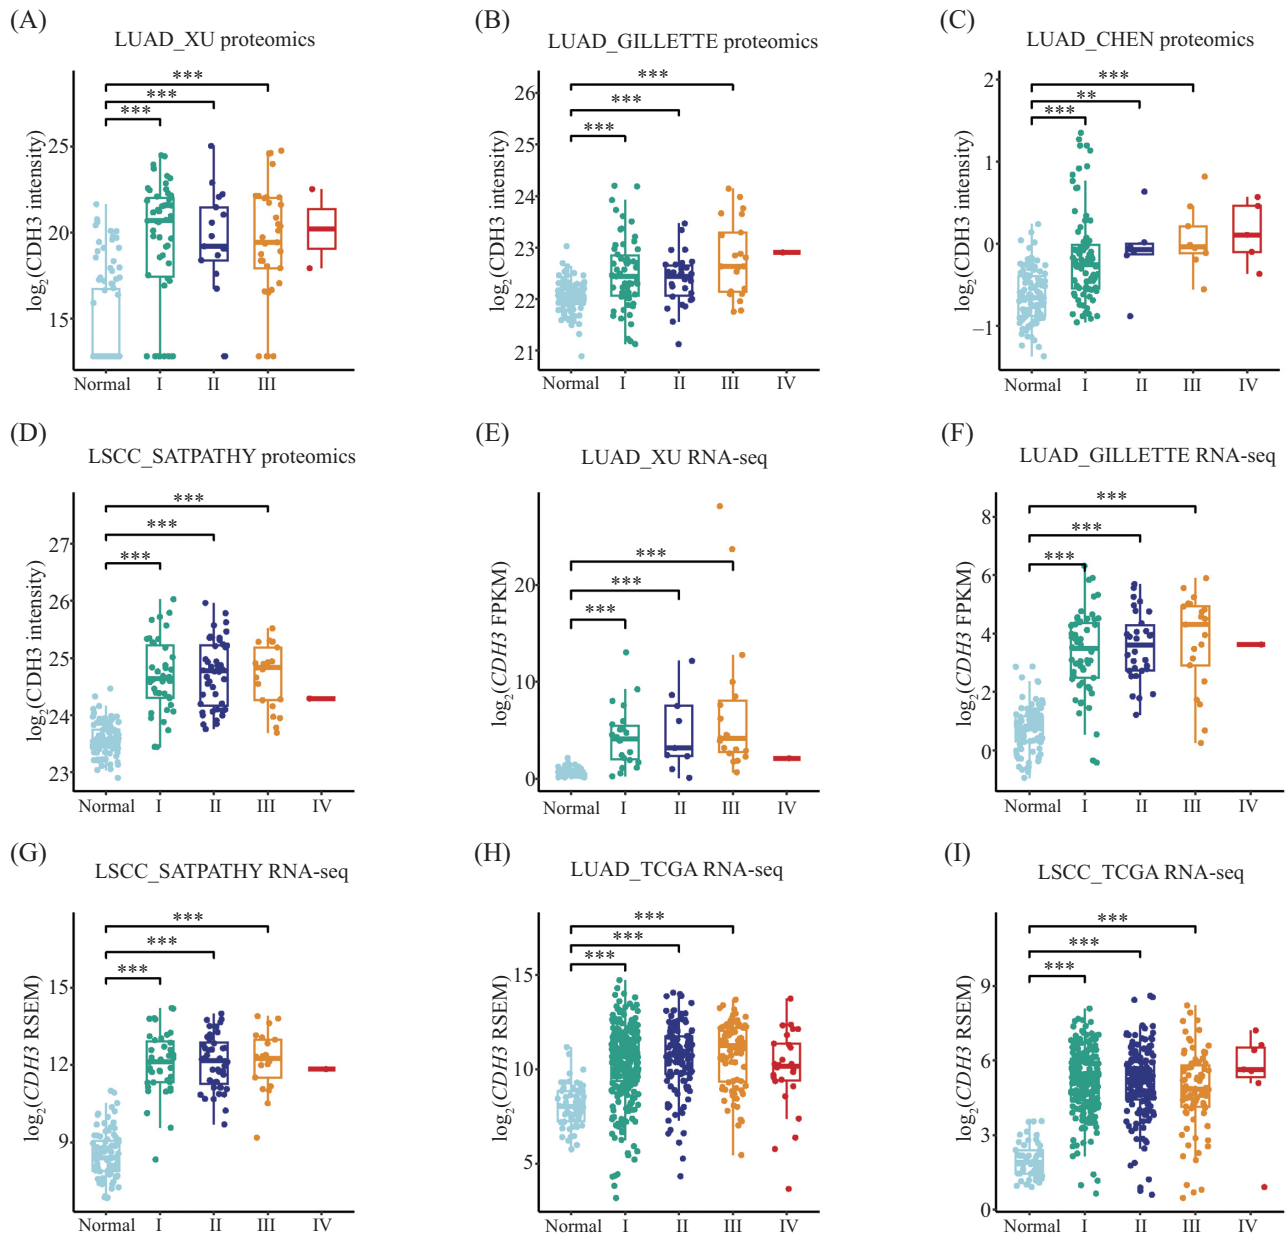 (A)
LUAD_XU proteomics
log2(CDH3 intensity)
25
20
15
***
***
***
Normal I II III
(B)
LUAD_GILLETTE proteomics
log2(CDH3 intensity)
26
25
24
23
22
21
***
***
***
Normal I II III IV
(C)
LUAD_CHEN proteomics
log2(CDH3 intensity)
2
1
0
−1
***
**
***
Normal I II III IV
(D)
LSCC_SATPATHY proteomics
log2(CDH3 intensity)
27
26
25
24
23
***
***
***
Normal I II III IV
(E)
LUAD_XU RNA-seq
log2(CDH3 FPKM)
20
10
0
***
***
***
Normal I II III IV
(F)
LUAD_GILLETTE RNA-seq
log2(CDH3 FPKM)
8
6
4
2
0
***
***
***
Normal I II III IV
(G)
LSCC_SATPATHY RNA-seq
log2(CDH3 RSEM)
15
12
9
***
***
***
Normal I II III IV
(H)
LUAD_TCGA RNA-seq
log2(CDH3 RSEM)
15
10
5
***
***
***
Normal I II III IV
(I)
LSCC_TCGA RNA-seq
log2(CDH3 RSEM)
9
6
3
0
***
***
***
Normal I II III IV